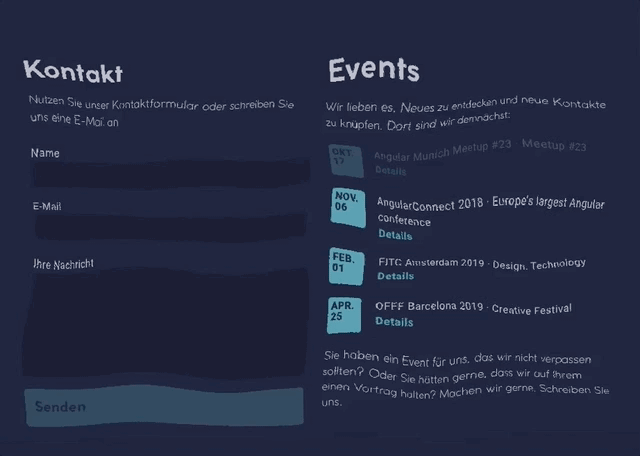 Kontakt
Nutzen Sie unser Kontaktformular oder schreiben Sie
uns eine E-Mail an
Name
E-Mail
Ihre Nachricht
Senden
Events
Wir lieben es, Neues zu entdecken und neue Kontakte
zu knüpfen. Dort sind wir demnächst:
OKT.
17
Angular Munich Meetup #23 · Meetup #23
Details
NOV.
06
AngularConnect 2018 · Europe's largest Angular
conference
Details
FEB.
01
FITC Amsterdam 2019 · Design, Technology
Details
APR.
25
OFFF Barcelona 2019 · Creative Festival
Details
Sie haben ein Event für uns, das wir nicht verpassen
sollten? Oder Sie hätten gerne, dass wir auf Ihrem
einen Vortrag halten? Machen wir gerne. Schreiben Sie
uns.